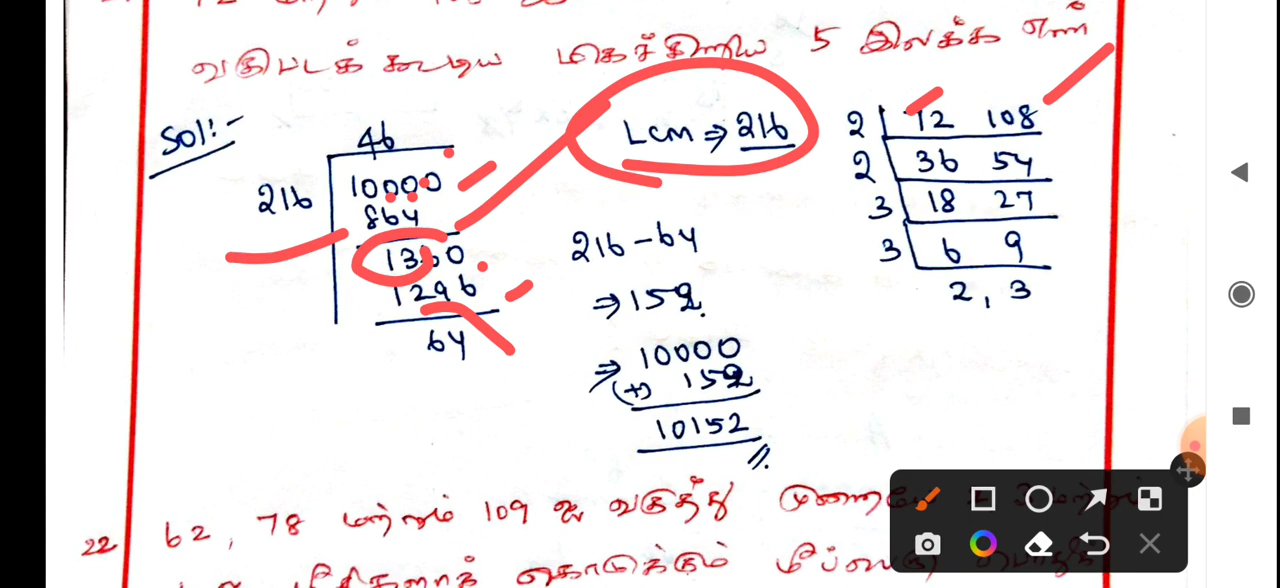 வகுபடக் கூடிய மிகச்சிறிய 5 இலக்க எண்
Sol:-
LCM ⇒ 216
46
216 10000
864
1360
1296
64
216-64
⇒ 152
⇒ 10000
(+) 152
10152
2 72 108
2 36 54
3 18 27
3 6 9
2, 3
22 62, 78 மற்றும் 109 ஐ வகுத்து முறையே
கொடுக்கும் மீப்பெரு